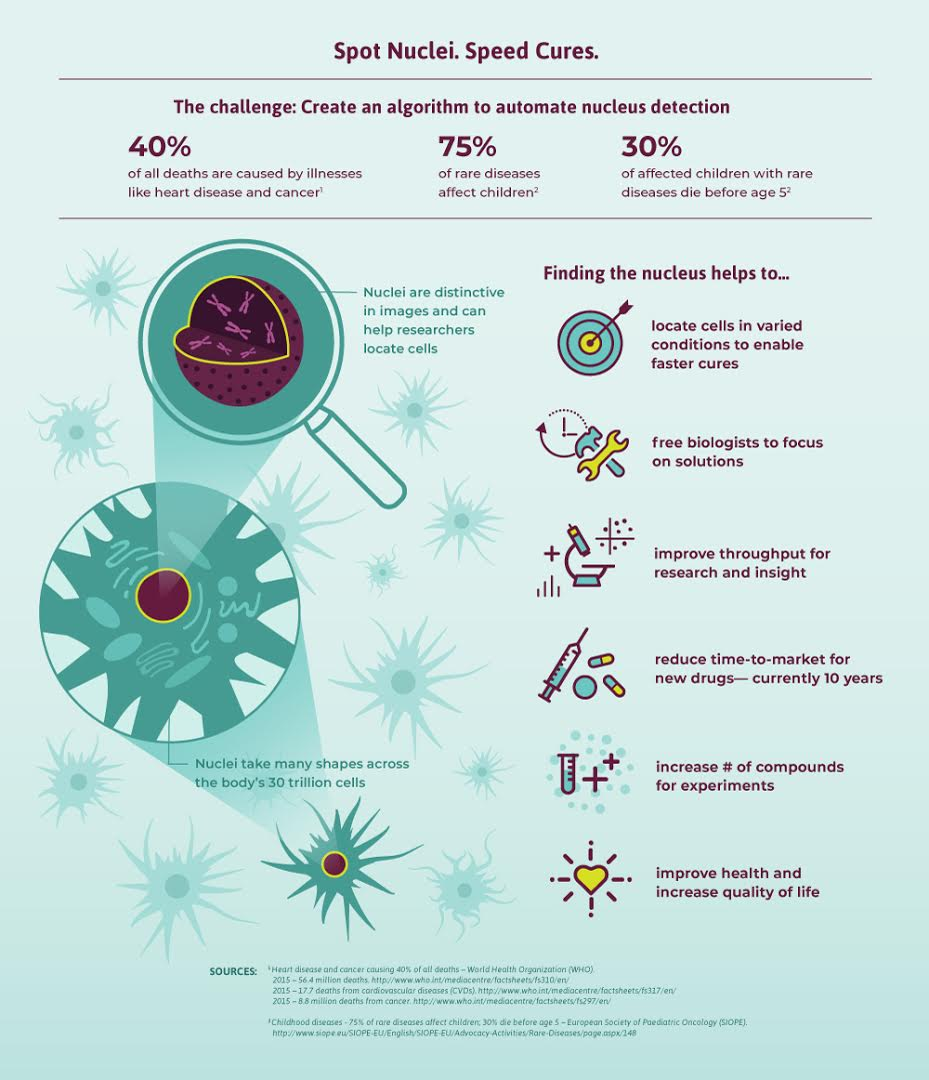 Spot Nuclei. Speed Cures.
The challenge: Create an algorithm to automate nucleus detection
40%
of all deaths are caused by illnesses
like heart disease and cancer¹
75%
of rare diseases
affect children²
30%
of affected children with rare
diseases die before age 5²
Nuclei are distinctive
in images and can
help researchers
locate cells
Nuclei take many shapes across
the body's 30 trillion cells
Finding the nucleus helps to...
locate cells in varied
conditions to enable
faster cures
free biologists to focus
on solutions
improve throughput for
research and insight
reduce time-to-market for
new drugs— currently 10 years
increase # of compounds
for experiments
improve health and
increase quality of life
SOURCES:
¹Heart disease and cancer causing 40% of all deaths – World Health Organization (WHO).
2015 – 56.4 million deaths. http://www.who.int/mediacentre/factsheets/fs310/en/
2015 – 17.7 deaths from cardiovascular diseases (CVDs). http://www.who.int/mediacentre/factsheets/fs317/en/
2015 – 8.8 million deaths from cancer. http://www.who.int/mediacentre/factsheets/fs297/en/
²Childhood diseases - 75% of rare diseases affect children; 30% die before age 5 – European Society of Paediatric Oncology (SIOPE).
http://www.siope.eu/SIOPE-EU/English/SIOPE-EU/Advocacy-Activities/Rare-Diseases/page.aspx/148